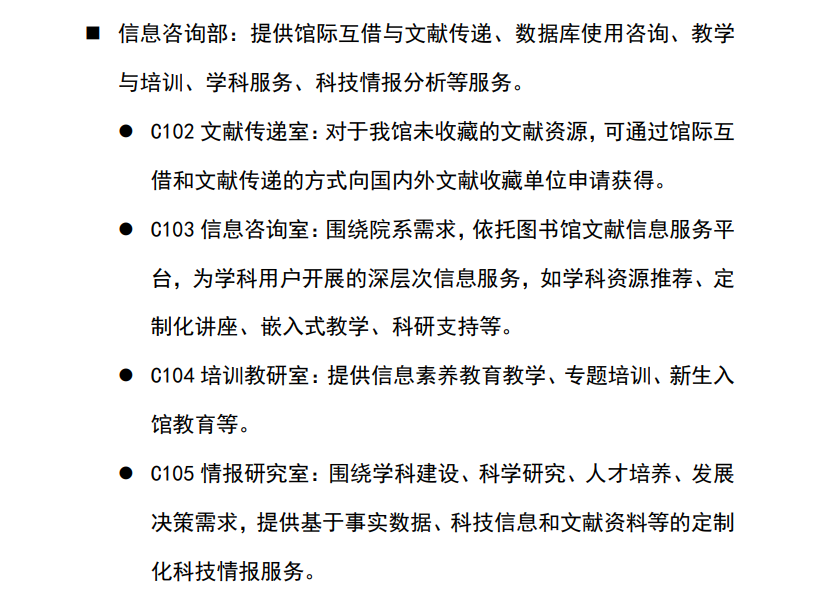 ■ 信息咨询部：提供馆际互借与文献传递、数据库使用咨询、教学
与培训、学科服务、科技情报分析等服务。
● C102 文献传递室：对于我馆未收藏的文献资源，可通过馆际互
借和文献传递的方式向国内外文献收藏单位申请获得。
● C103 信息咨询室：围绕院系需求，依托图书馆文献信息服务平
台，为学科用户开展的深层次信息服务，如学科资源推荐、定
制化讲座、嵌入式教学、科研支持等。
● C104 培训教研室：提供信息素养教育教学、专题培训、新生入
馆教育等。
● C105 情报研究室：围绕学科建设、科学研究、人才培养、发展
决策需求，提供基于事实数据、科技信息和文献资料等的定制
化科技情报服务。